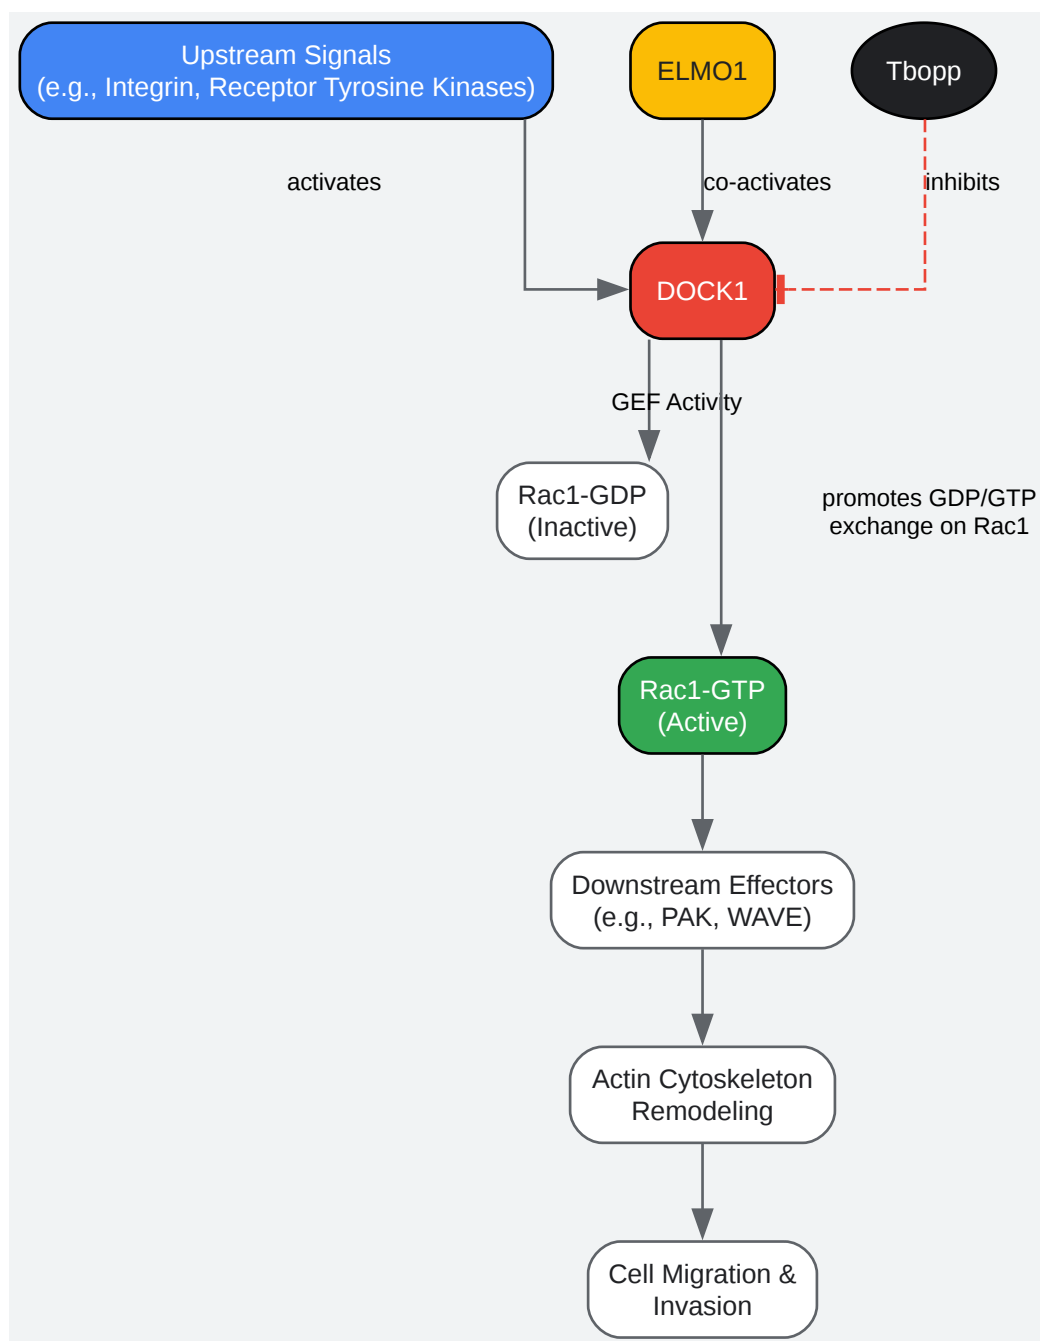 Upstream Signals
(e.g., Integrin, Receptor Tyrosine Kinases)
ELMO1
Tbopp
activates
co-activates
inhibits
DOCK1
GEF Activity
Rac1-GDP
(Inactive)
promotes GDP/GTP
exchange on Rac1
Rac1-GTP
(Active)
Downstream Effectors
(e.g., PAK, WAVE)
Actin Cytoskeleton
Remodeling
Cell Migration &
Invasion